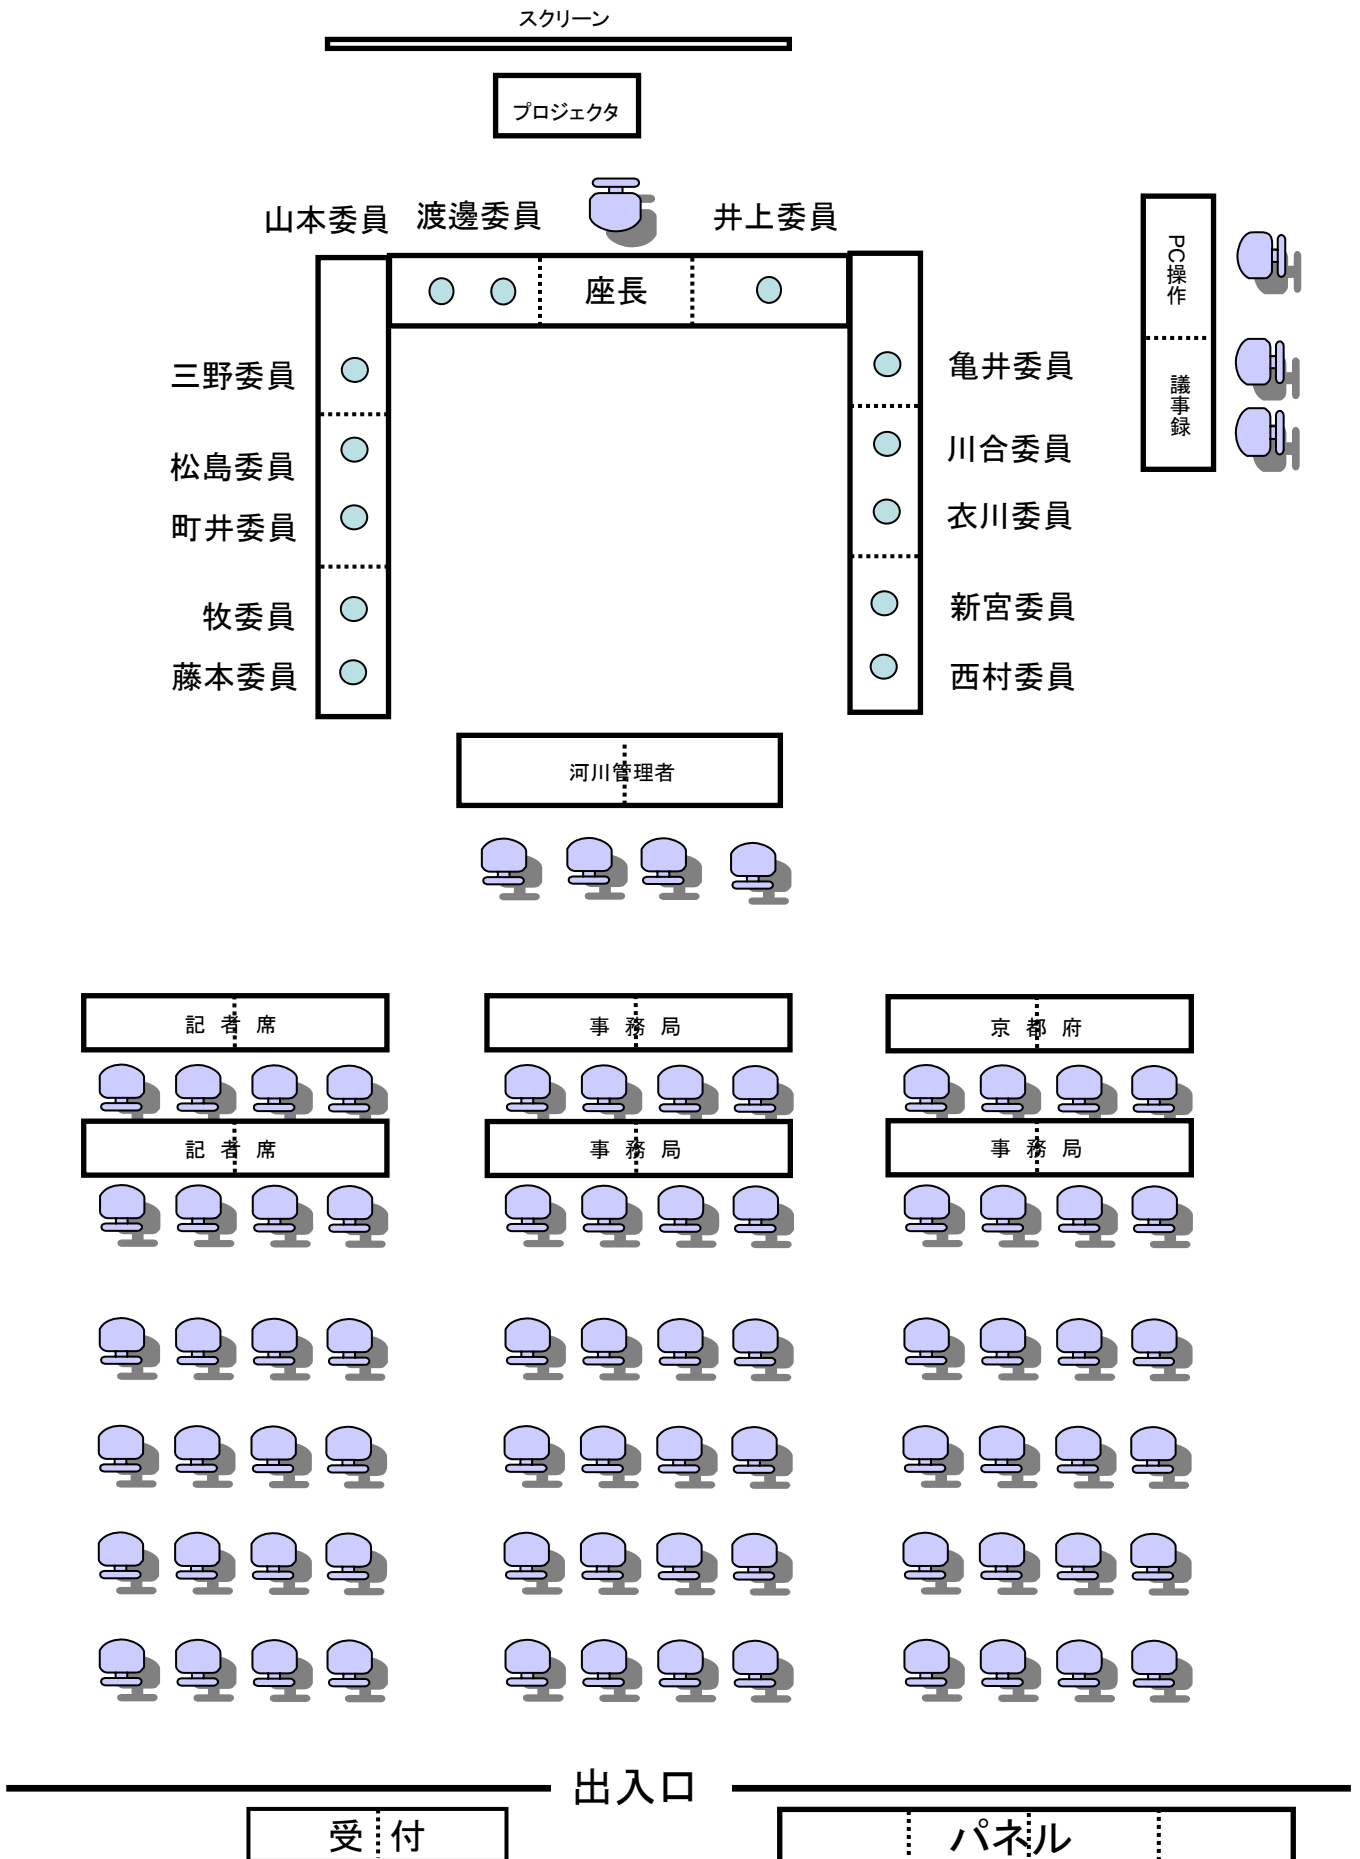 スクリーン
プロジェクタ
山本委員 渡邊委員 井上委員
座長
PC操作
議事録
三野委員
亀井委員
松島委員
川合委員
町井委員
衣川委員
牧委員
新宮委員
藤本委員
西村委員
河川管理者
記者席 事務局 京都府
記者席 事務局 事務局
出入口
受付 パネル